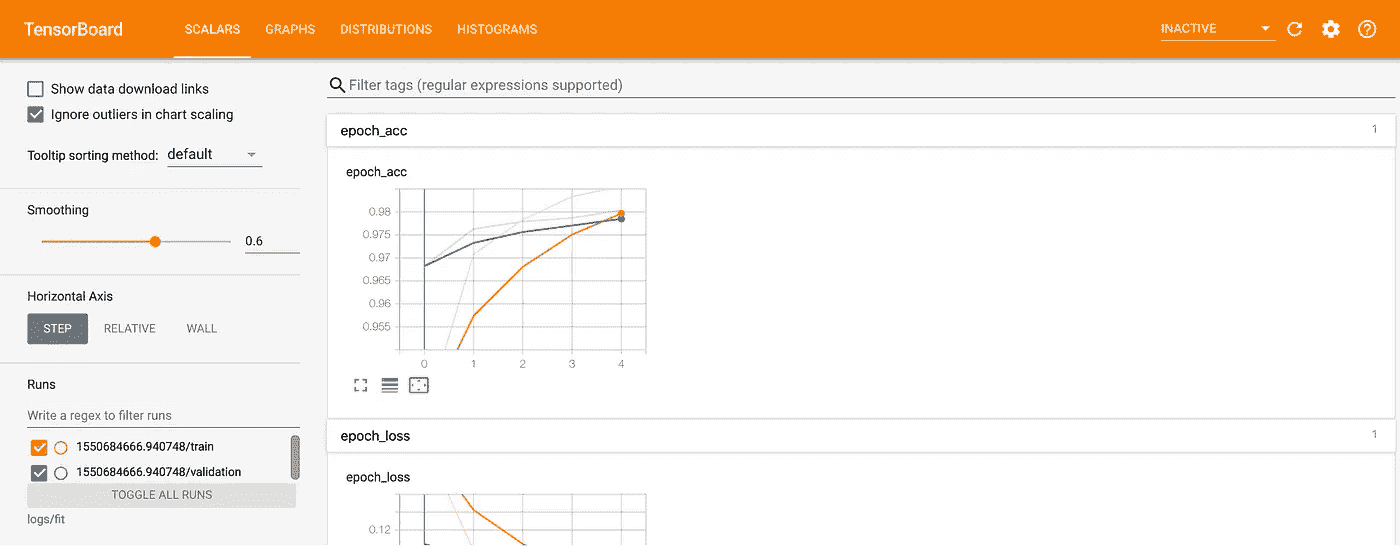 TensorBoard SCALARS GRAPHS DISTRIBUTIONS HISTOGRAMS INACTIVE
Show data download links
Ignore outliers in chart scaling
Tooltip sorting method: default
Smoothing
0.6
Horizontal Axis
STEP RELATIVE WALL
Runs
Write a regex to filter runs
1550684666.940748/train
1550684666.940748/validation
TOGGLE ALL RUNS
logs/fit
Filter tags (regular expressions supported)
epoch_acc 1
epoch_acc
0.98
0.975
0.97
0.965
0.96
0.955
0 1 2 3 4
epoch_loss 1
epoch_loss
0.12